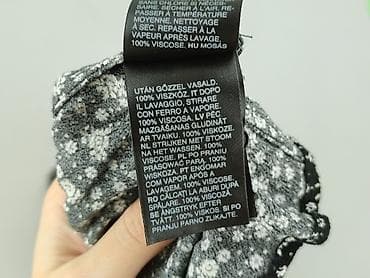 SANS CHLORE SI NÉCES-
SAIRE. SÉCHER À L'AIR. RE-
PASSER À TEMPÉRATURE
MOYENNE. NETTOYAGE
À SEC. REPASSER À LA
VAPEUR APRÈS LAVAGE.
100% VISCOSE. HU MOSÁS
UTÁN GŐZZEL VASALD.
100% VISZKÓZ. IT DOPO
IL LAVAGGIO, STIRARE
CON FERRO A VAPORE.
100% VISCOSA. LV PĒC
MAZGĀŠANAS GLUDINĀT
AR TVAIKU. 100% VISKOZE.
NL STRIJKEN MET STOOM
NA HET WASSEN. 100%
VISCOSE. PL PO PRANIU
PRASOWAĆ PARĄ. 100%
WISKOZA. PT ENGOMAR
COM VAPOR APÓS A
LAVAGEM. 100% VISCOSE.
RO CĂLCAȚI LA ABURI DUPĂ
SPĂLARE. 100% VISCOZĂ.
SE ÅNGSTRYK EFTER
TVÄTT. 100% VISKOS. SI PO
PRANJU PARNO ZLIKAJTE.